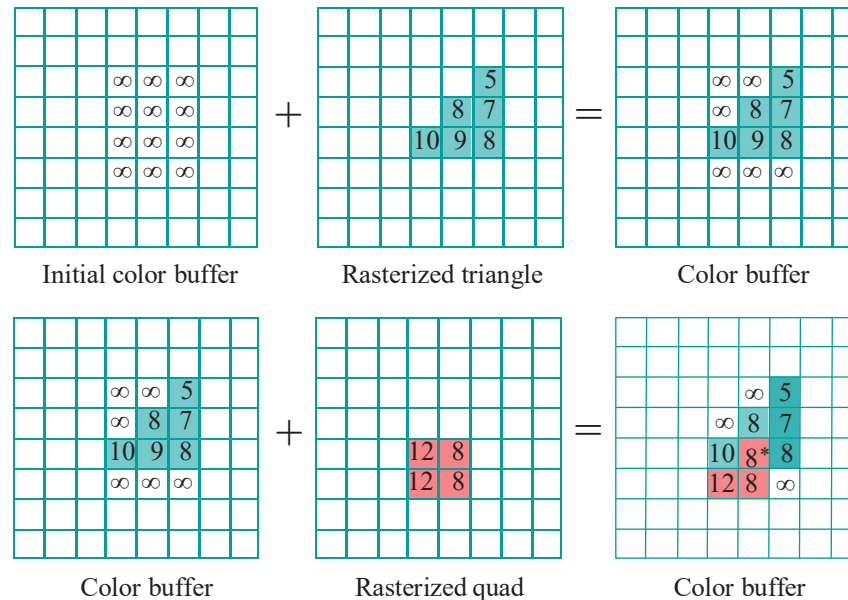 ∞ ∞ ∞ 5 ∞ ∞ 5
∞ ∞ ∞ + 8 7 = ∞ 8 7
∞ ∞ ∞ 10 9 8 10 9 8
∞ ∞ ∞ ∞ ∞ ∞
Initial color buffer Rasterized triangle Color buffer
∞ ∞ 5 ∞ 5
∞ 8 7 + = ∞ 8 7
10 9 8 12 8 10 8* 8
∞ ∞ ∞ 12 8 12 8 ∞
Color buffer Rasterized quad Color buffer